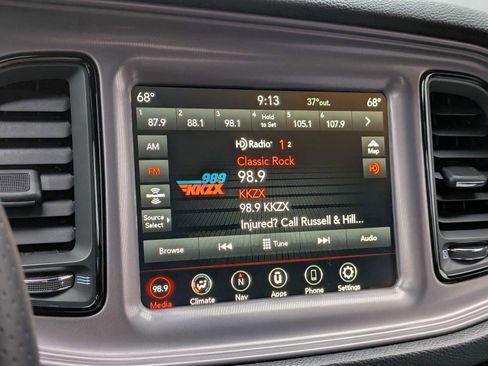 68° 9:13 37°out. 68°
1 87.9 2 88.1 3 98.1 4 Hold to Set 5 105.1 6 107.9
AM HD Radio 1 2 Map
Classic Rock
FM 989 KKZX 98.9 HD
KKZX
98.9 KKZX
Source Select Injured? Call Russell & Hill...
Browse Tune Audio
98.9 N
Media Climate Nav Apps Phone Settings